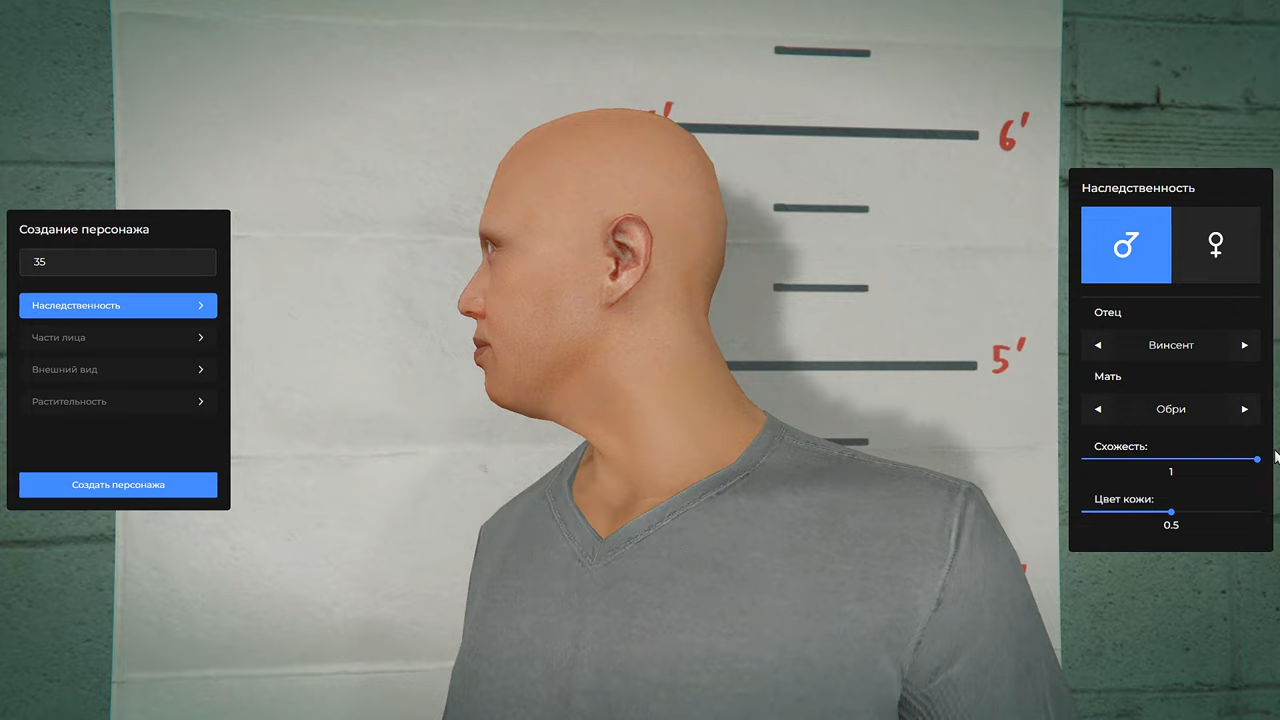 Создание персонажа
35
Наследственность
Части лица
Внешний вид
Растительность
Создать персонажа
6'
5'
Наследственность
Отец
Винсент
Мать
Обри
Схожесть:
1
Цвет кожи:
0.5